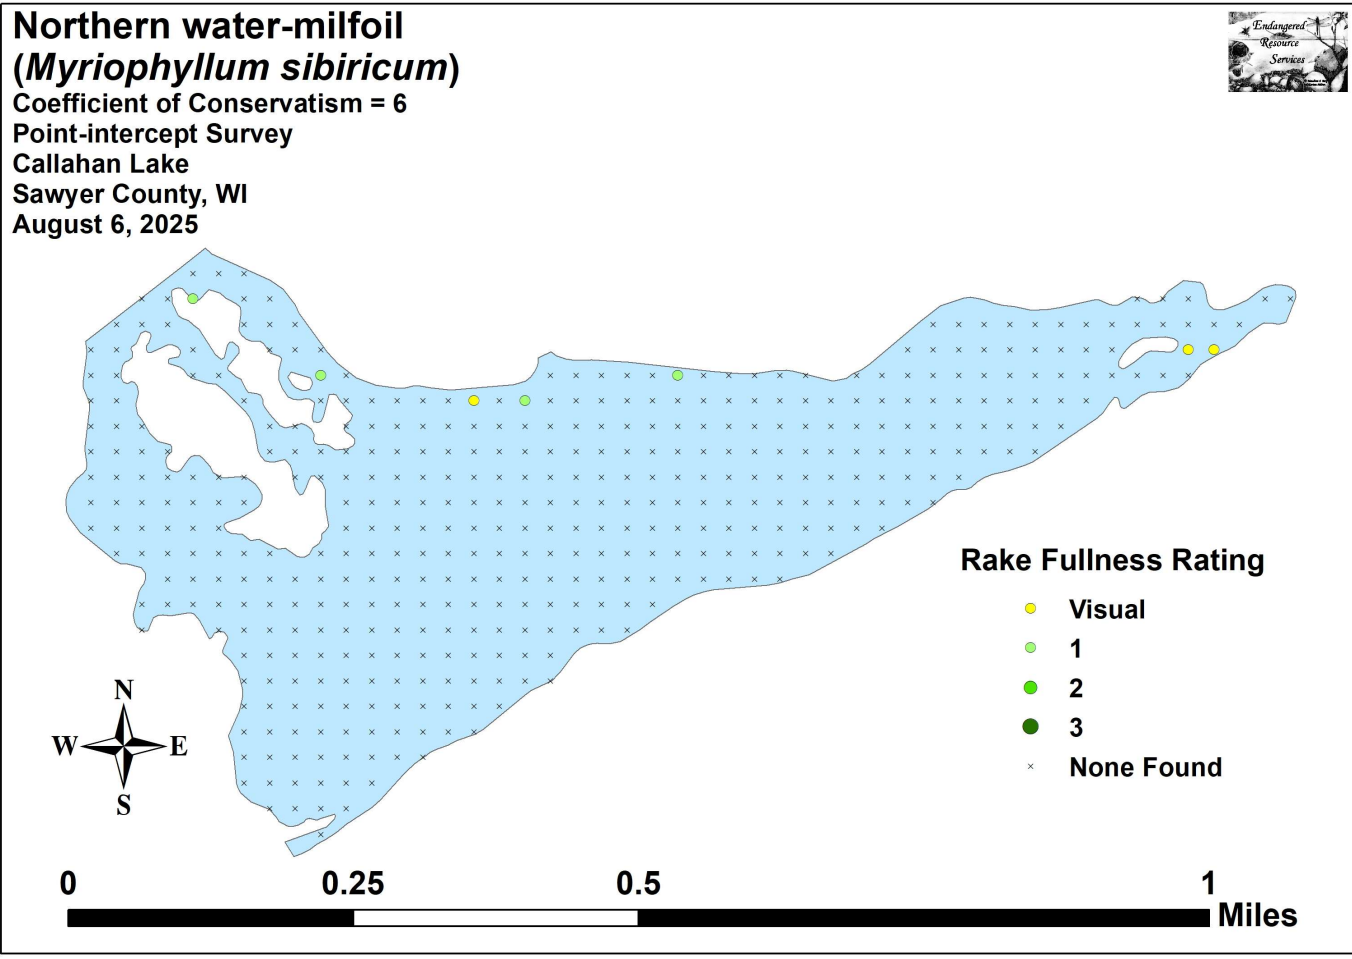 Northern water-milfoil
(Myriophyllum sibiricum)
Coefficient of Conservatism = 6
Point-intercept Survey
Callahan Lake
Sawyer County, WI
August 6, 2025
Endangered
Resource
Services
Rake Fullness Rating
Visual
1
2
3
None Found
N
W E
S
0 0.25 0.5 1
Miles